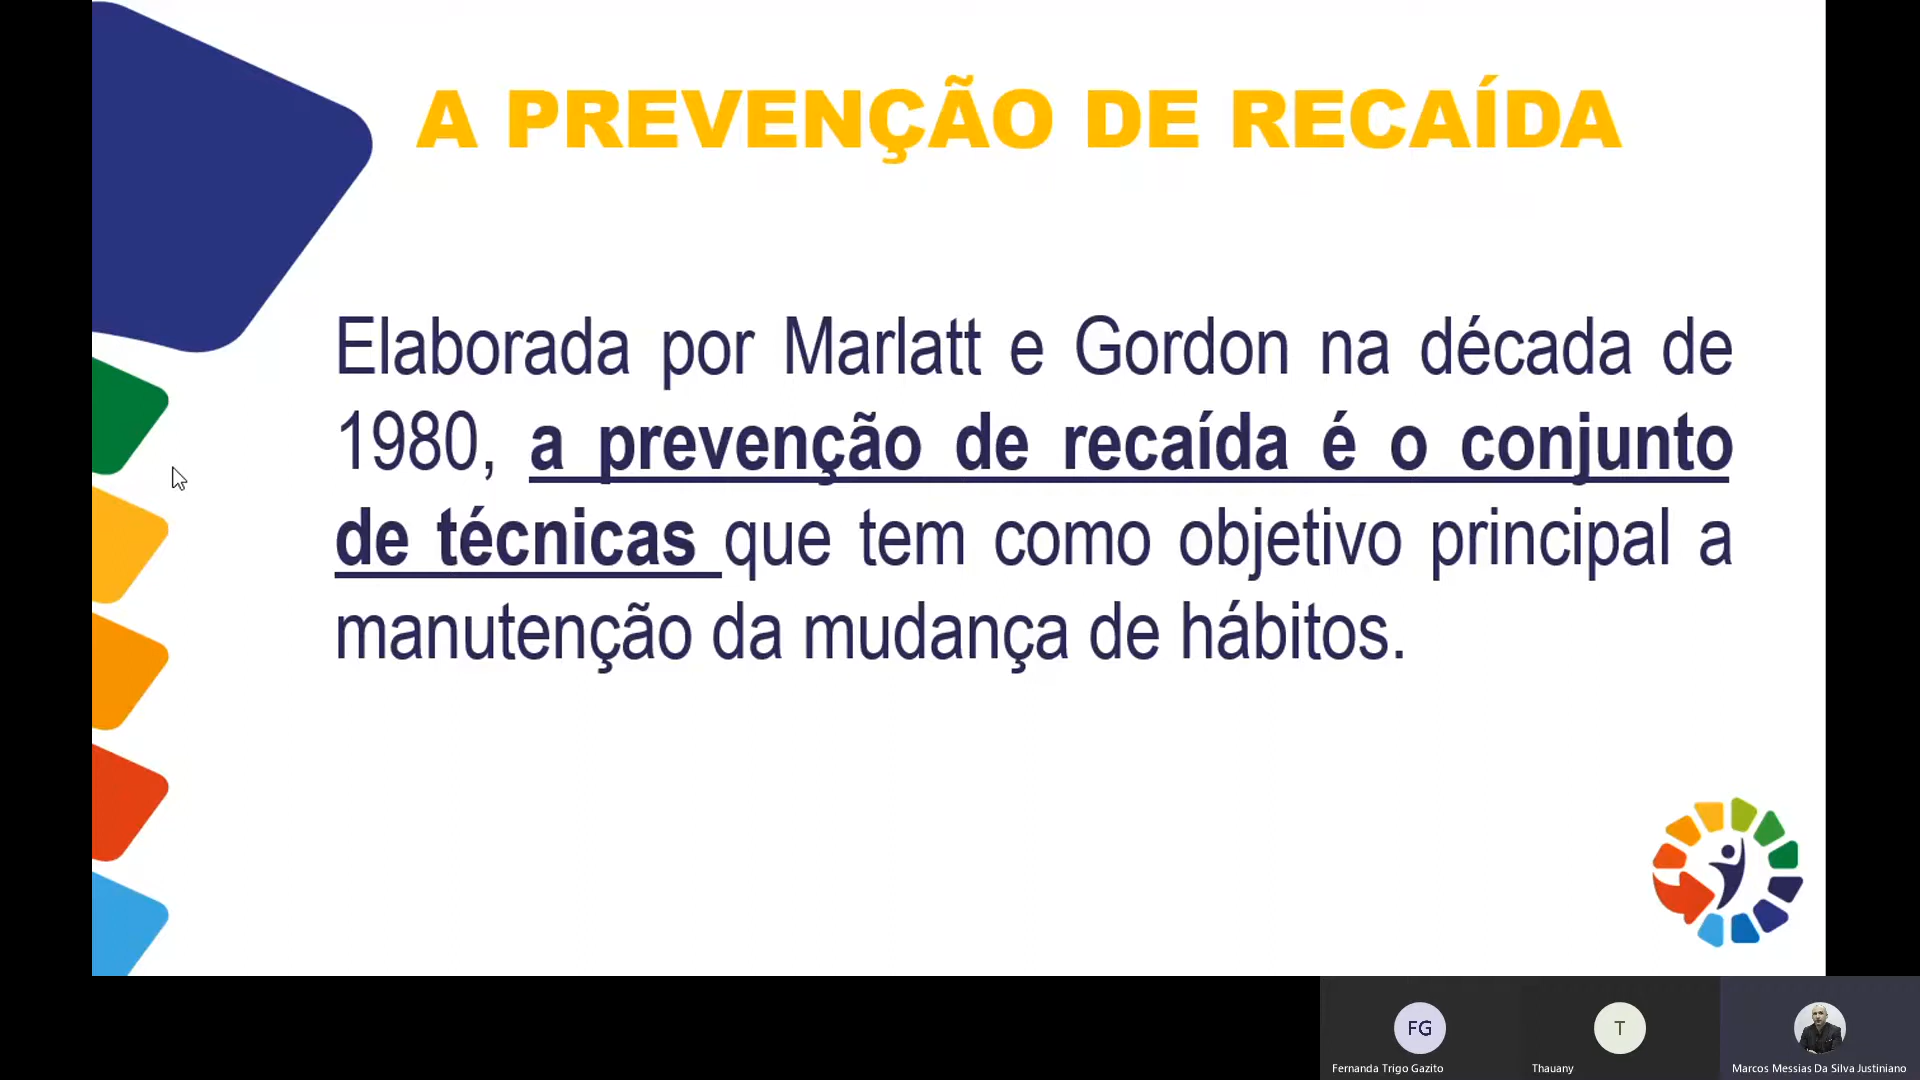 A PREVENÇÃO DE RECAÍDA
Elaborada por Marlatt e Gordon na década de
1980, a prevenção de recaída é o conjunto
de técnicas que tem como objetivo principal a
manutenção da mudança de hábitos.
FG
T
Fernanda Trigo Gazito
Thauany
Marcos Messias Da Silva Justiniano